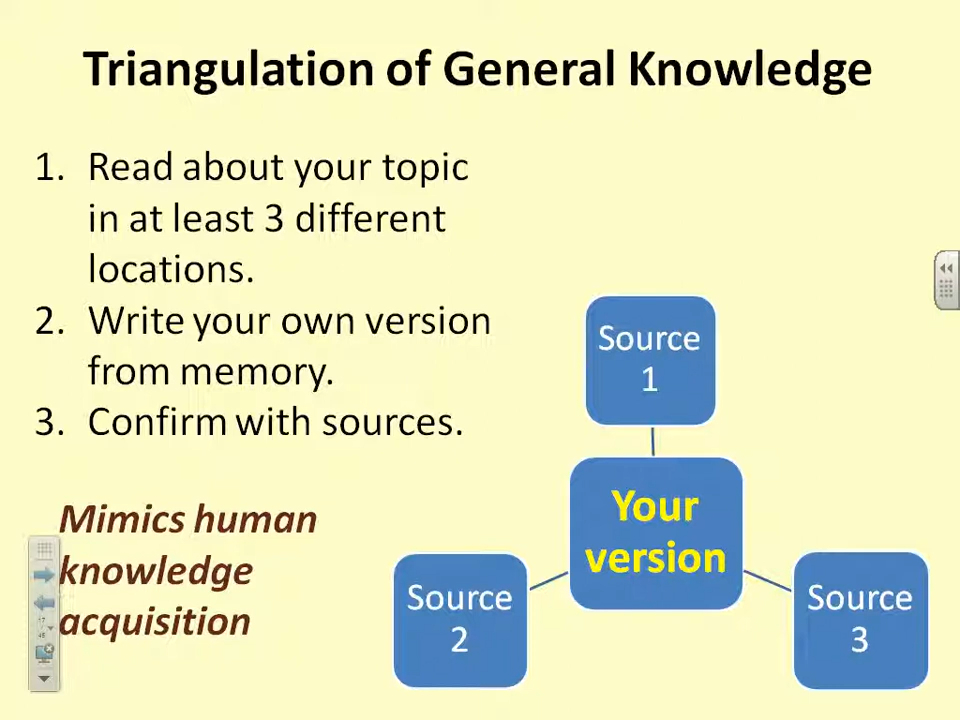 Triangulation of General Knowledge
1. Read about your topic
in at least 3 different
locations.
2. Write your own version
from memory.
3. Confirm with sources.
Mimics human
knowledge
acquisition
Source
1
Your
version
Source
2
Source
3